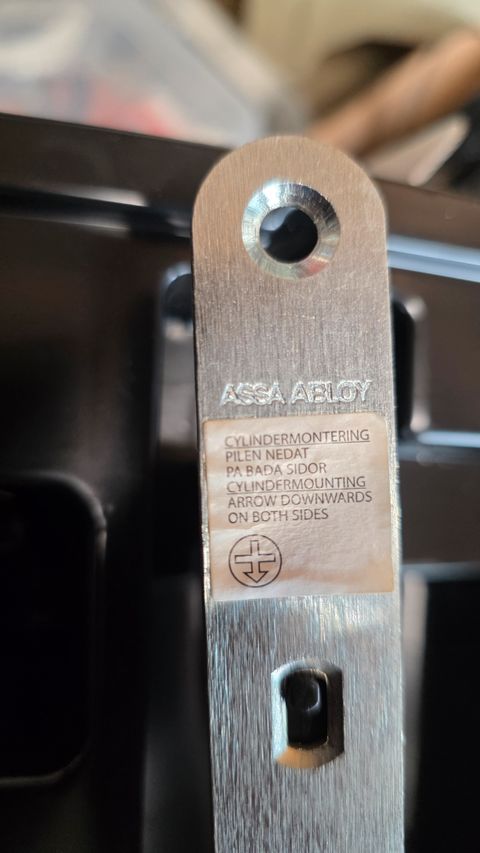 ASSA ABLOY
CYLINDERMONTERING
PILEN NEDAT
PA BADA SIDOR
CYLINDERMOUNTING
ARROW DOWNWARDS
ON BOTH SIDES